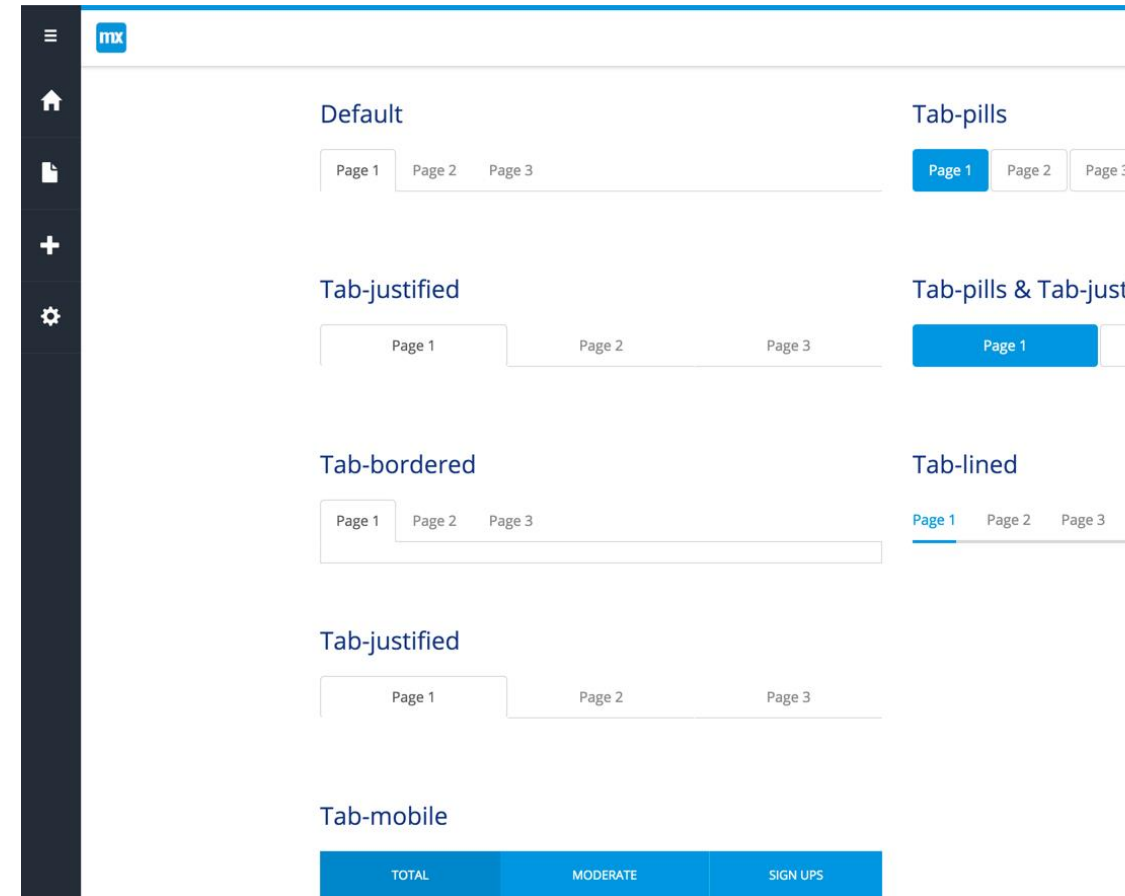 mx
Default
Page 1 Page 2 Page 3
Tab-pills
Page 1 Page 2 Page 3
Tab-justified
Page 1 Page 2 Page 3
Tab-pills & Tab-just
Page 1
Tab-bordered
Page 1 Page 2 Page 3
Tab-lined
Page 1 Page 2 Page 3
Tab-justified
Page 1 Page 2 Page 3
Tab-mobile
TOTAL MODERATE SIGN UPS